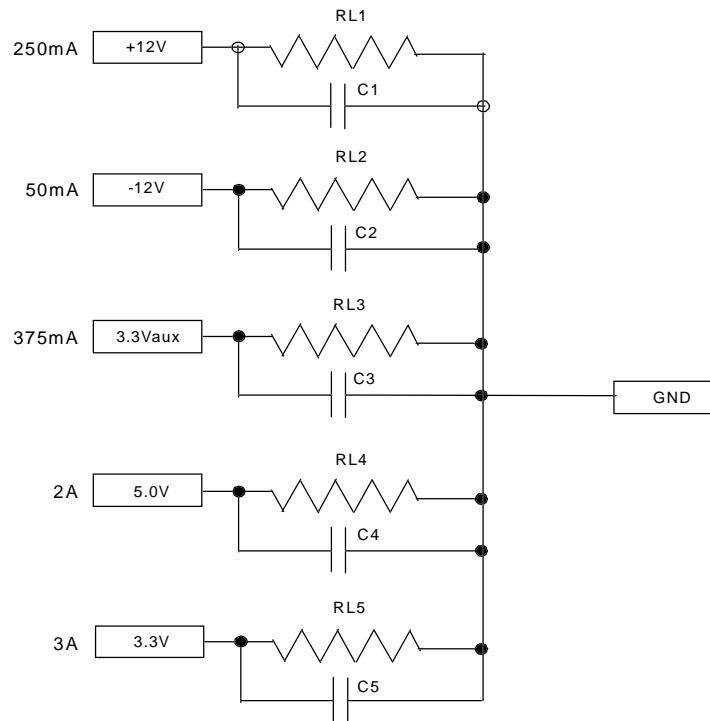 RL1
250mA +12V
C1
RL2
50mA -12V
C2
RL3
375mA 3.3Vaux
C3
GND
RL4
2A 5.0V
C4
RL5
3A 3.3V
C5